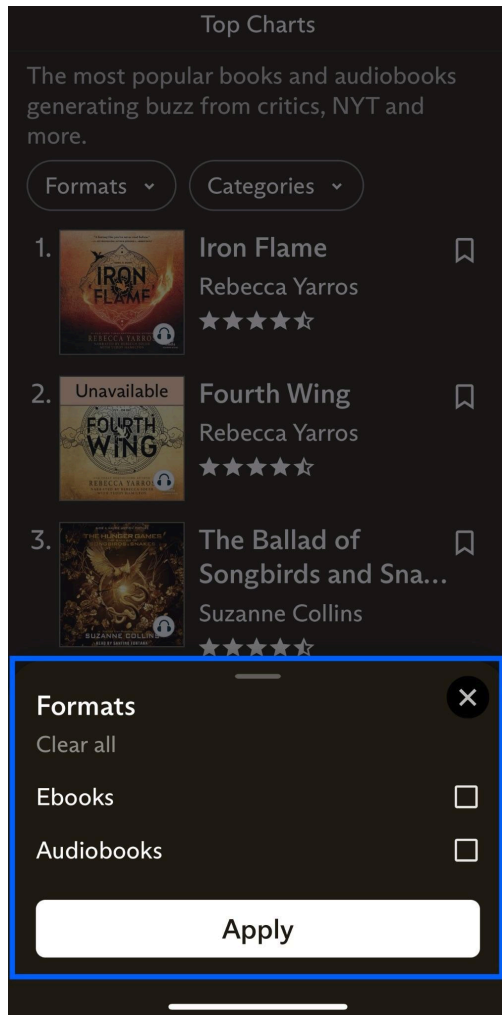 Top Charts
The most popular books and audiobooks
generating buzz from critics, NYT and
more.
Formats
Categories
1.
IRON
FLAME
REBECCA YARROS
Iron Flame
Rebecca Yarros
2.
Unavailable
FOURTH
WING
REBECCA YARROS
Fourth Wing
Rebecca Yarros
3.
THE HUNGER GAMES
SUZANNE COLLINS
The Ballad of
Songbirds and Sna...
Suzanne Collins
Formats
Clear all
Ebooks
Audiobooks
Apply